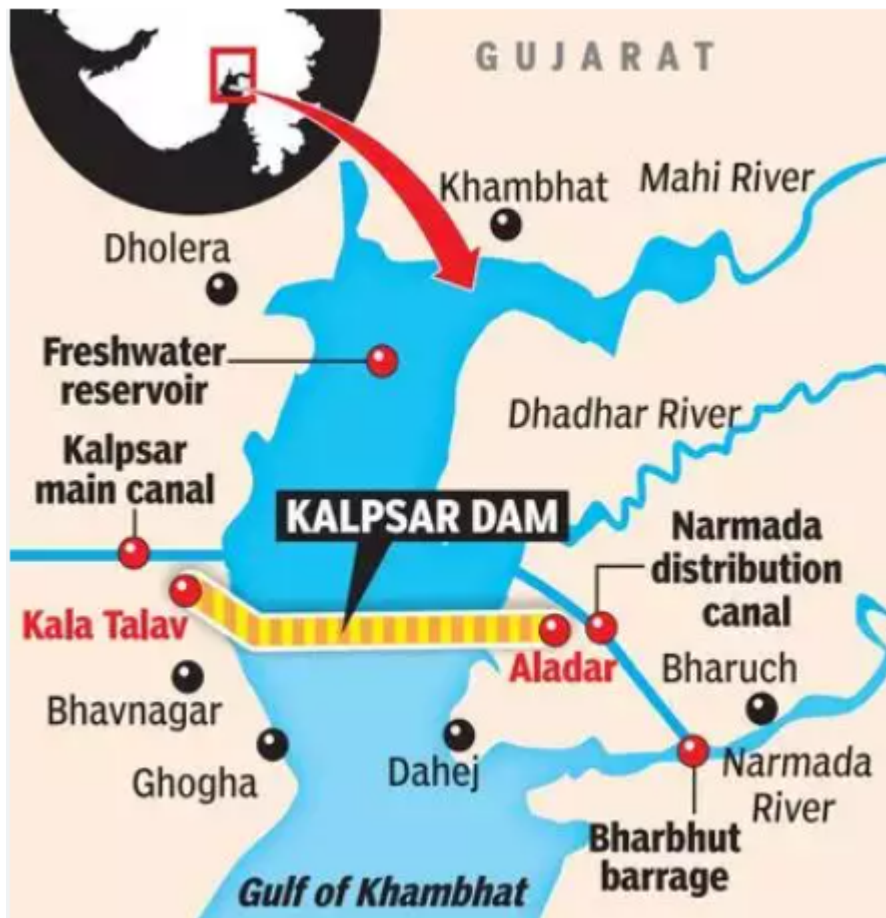 GUJARAT
Khambhat
Mahi River
Dholera
Freshwater
reservoir
Dhadhar River
Kalpsar
main canal
KALPSAR DAM
Narmada
distribution
canal
Kala Talav
Aladar
Bharuch
Bhavnagar
Ghogha
Dahej
Narmada
River
Bharbhut
barrage
Gulf of Khambhat